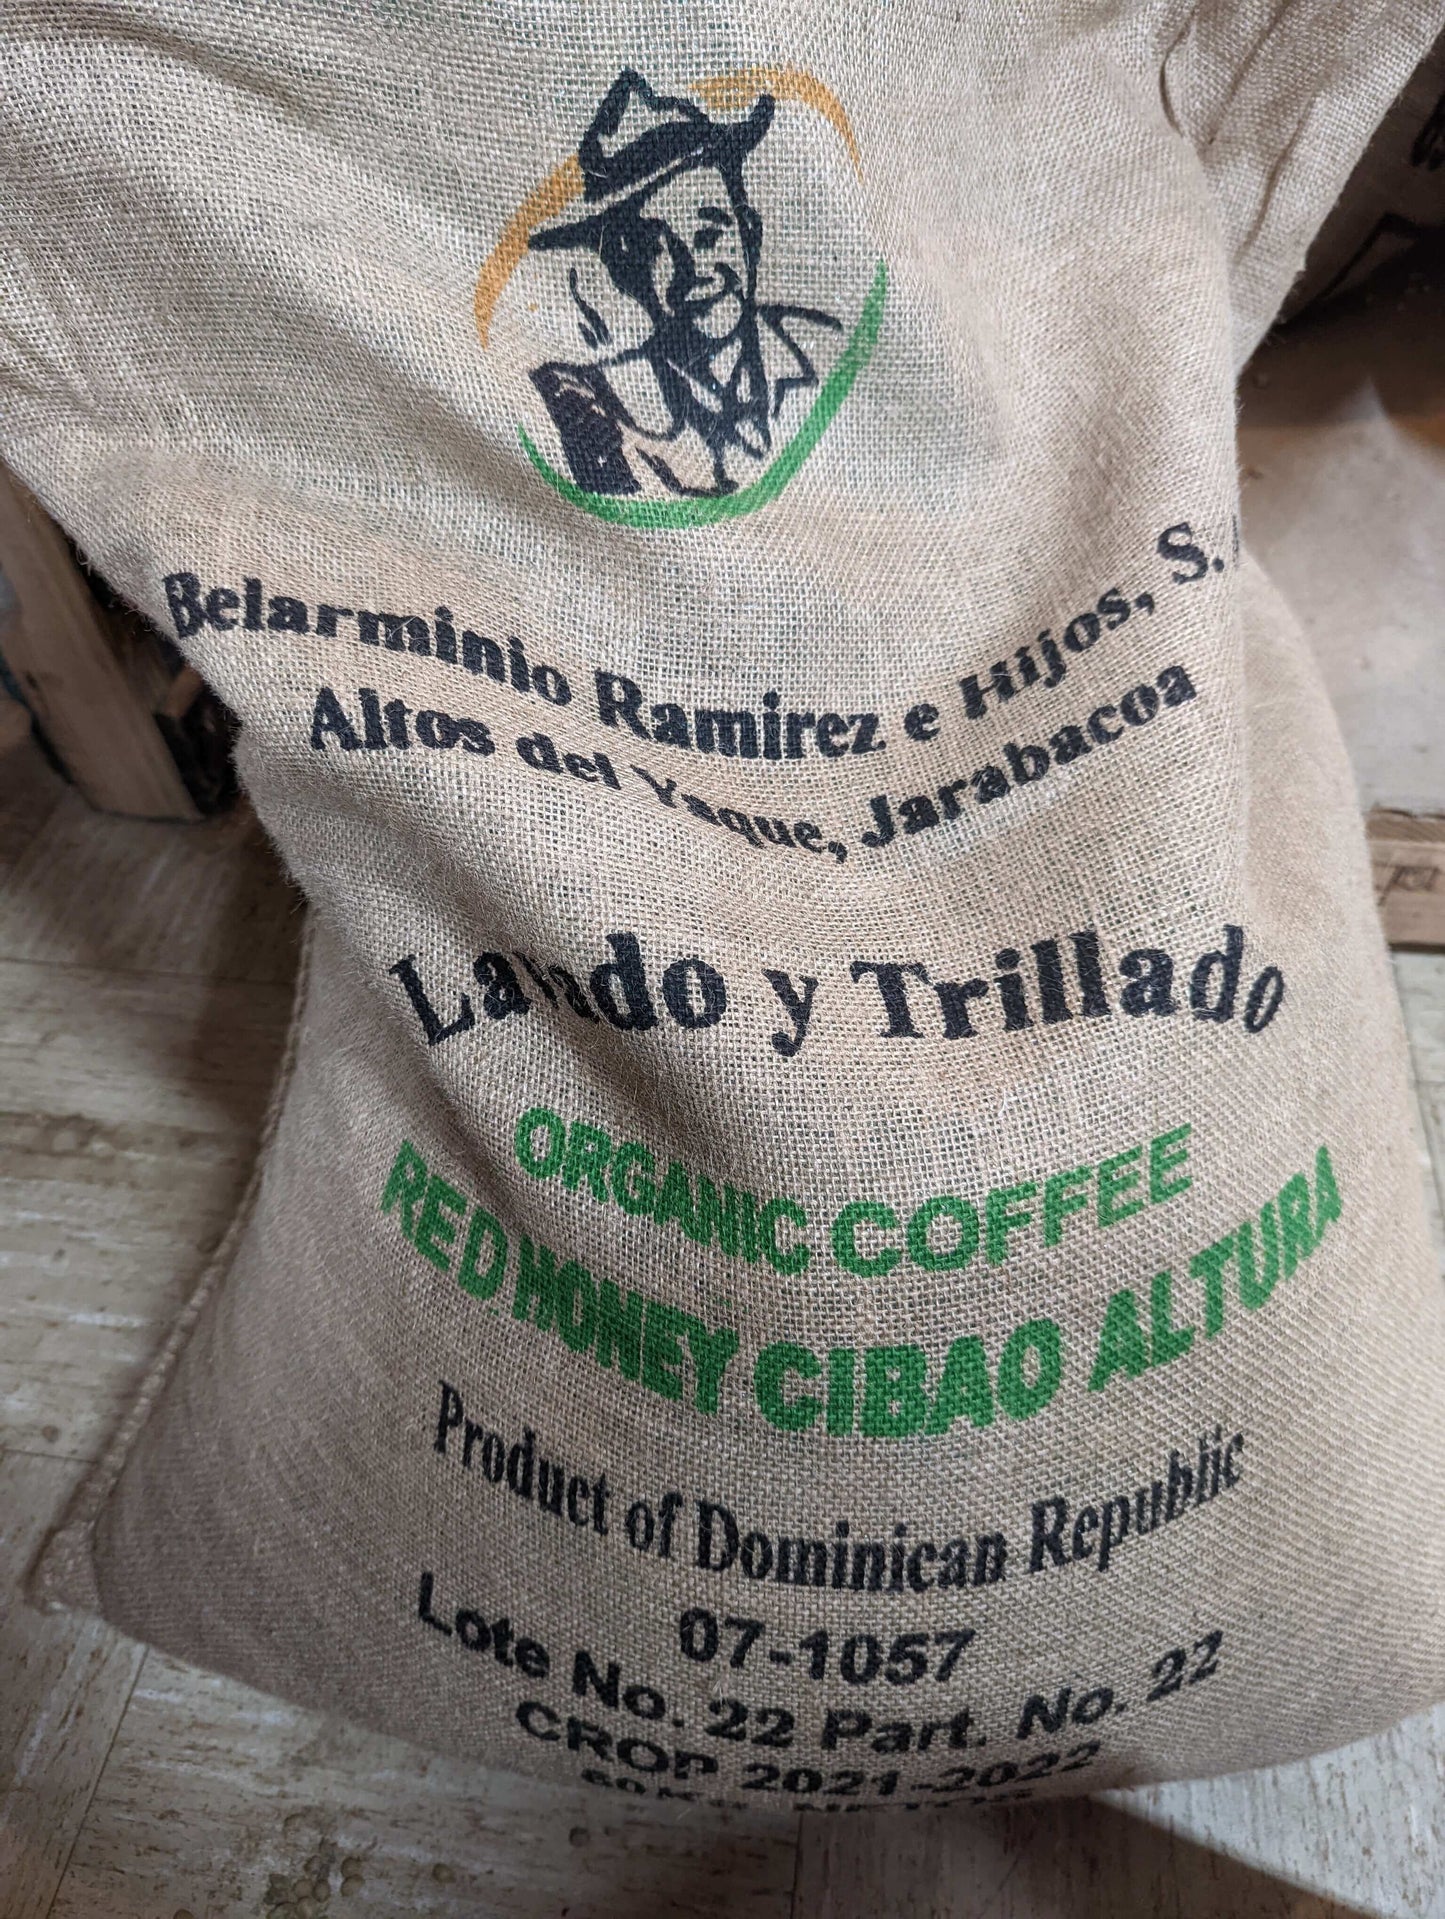 Belarminio Ramirez e Hijos, S.
Altos del Yaque, Jarabacoa
Lavado y Trillado
ORGANIC COFFEE
RED MONEY CIBAO ALTURA
Product of Dominican Republic
07-1057
Lote No. 22 Part. No. 22
CROP 2021-2022